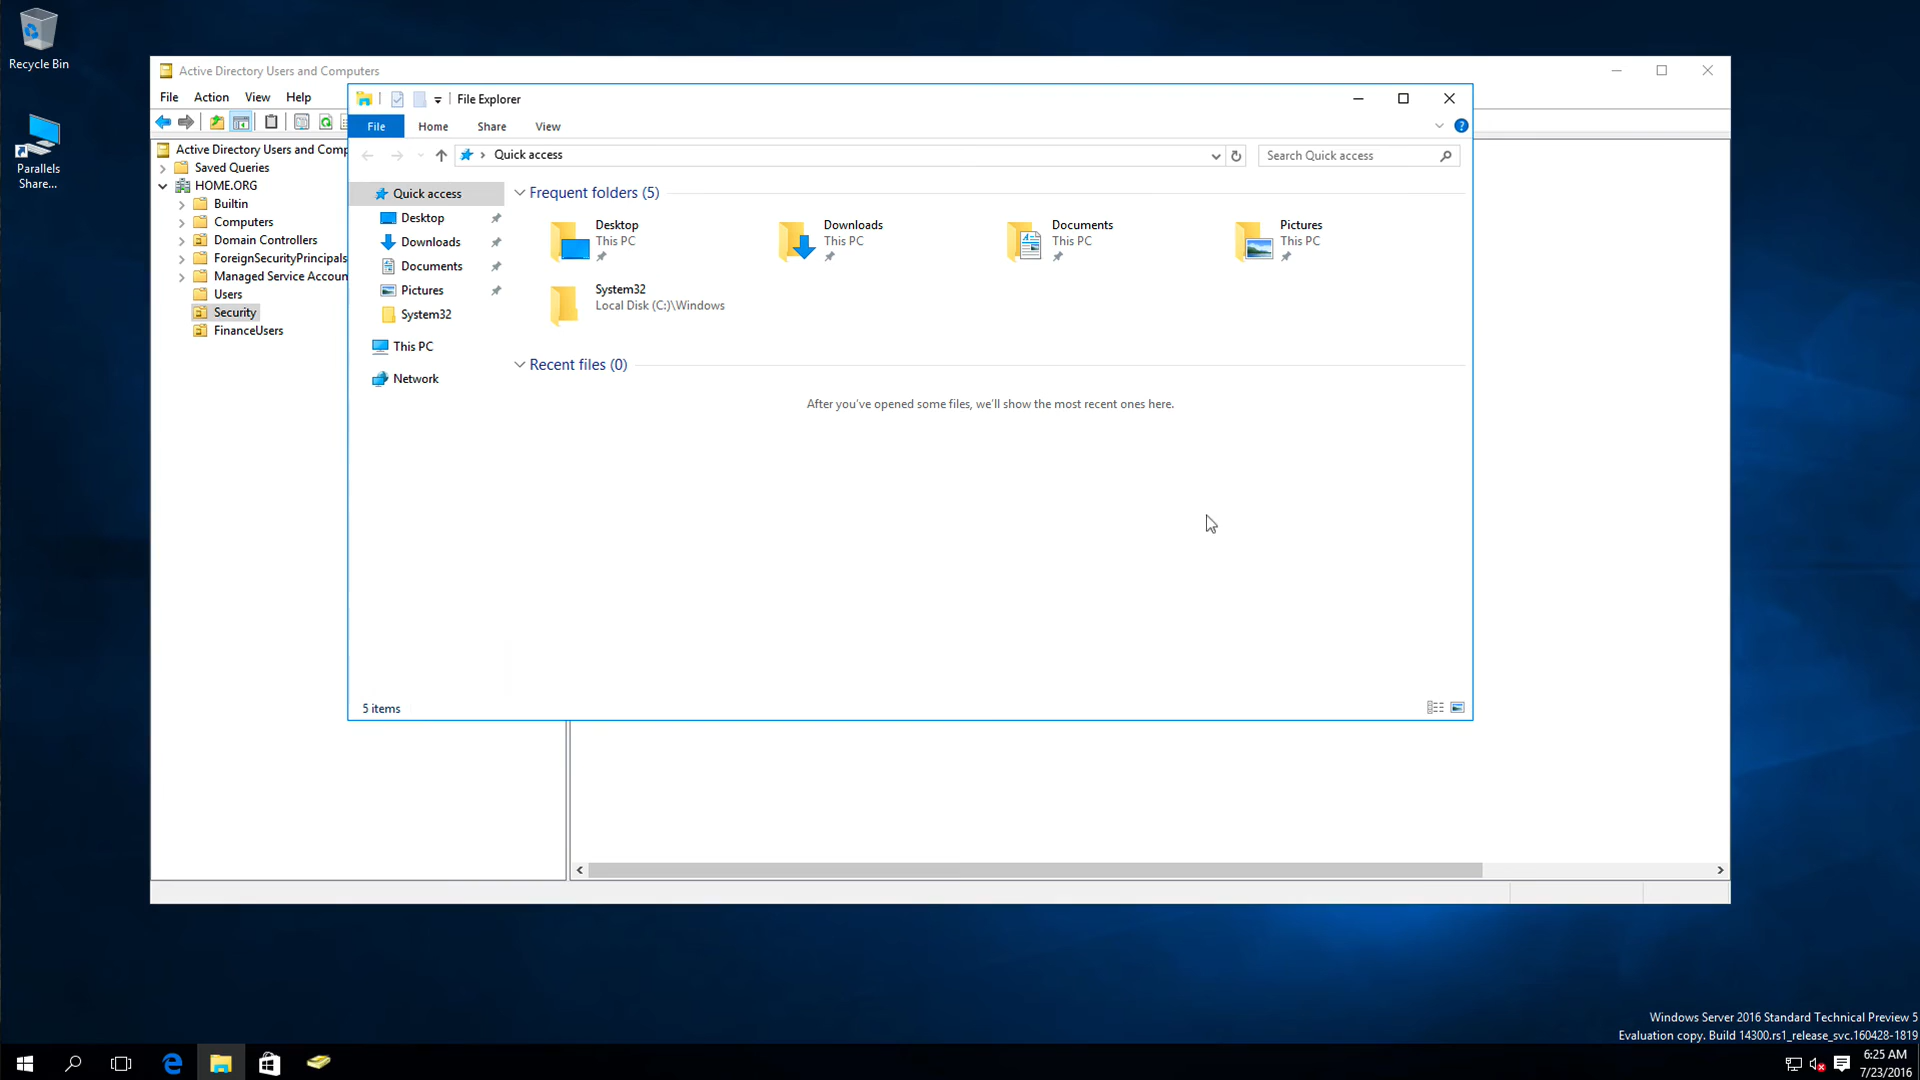 Recycle Bin
Parallels
Share...
Active Directory Users and Computers
File Action View Help
Active Directory Users and Comp
Saved Queries
HOME.ORG
Builtin
Computers
Domain Controllers
ForeignSecurityPrincipals
Managed Service Accoun
Users
Security
FinanceUsers
File Explorer
File Home Share View
Quick access
Search Quick access
Quick access
Desktop
Downloads
Documents
Pictures
System32
This PC
Network
Frequent folders (5)
Desktop
This PC
Downloads
This PC
Documents
This PC
Pictures
This PC
System32
Local Disk (C:)\Windows
Recent files (0)
After you've opened some files, we'll show the most recent ones here.
5 items
Windows Server 2016 Standard Technical Preview 5
Evaluation copy. Build 14300.rs1_release_svc.160428-1819
6:25 AM
7/23/2016